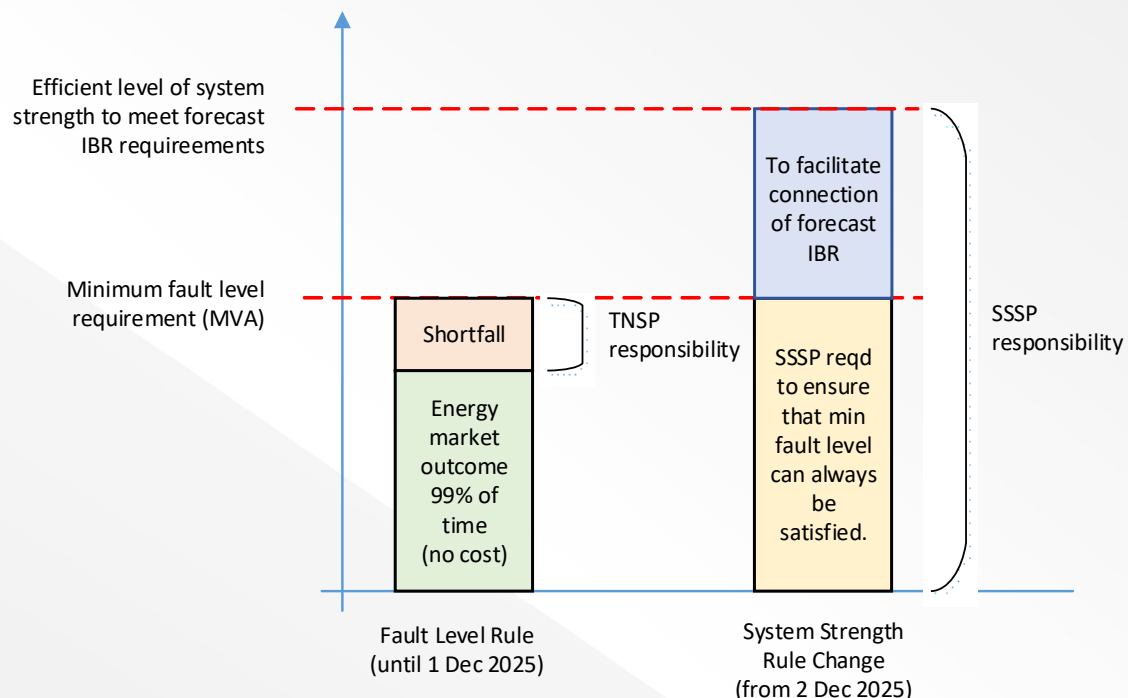 Efficient level of system
strength to meet forecast
IBR requireements
To facilitate
connection
of forecast
IBR
Minimum fault level
requirement (MVA)
Shortfall
TNSP
responsibility
SSSP
responsibility
Energy
market
outcome
99% of
time
(no cost)
SSSP reqd
to ensure
that min
fault level
can always
be
satisfied.
Fault Level Rule
(until 1 Dec 2025)
System Strength
Rule Change
(from 2 Dec 2025)